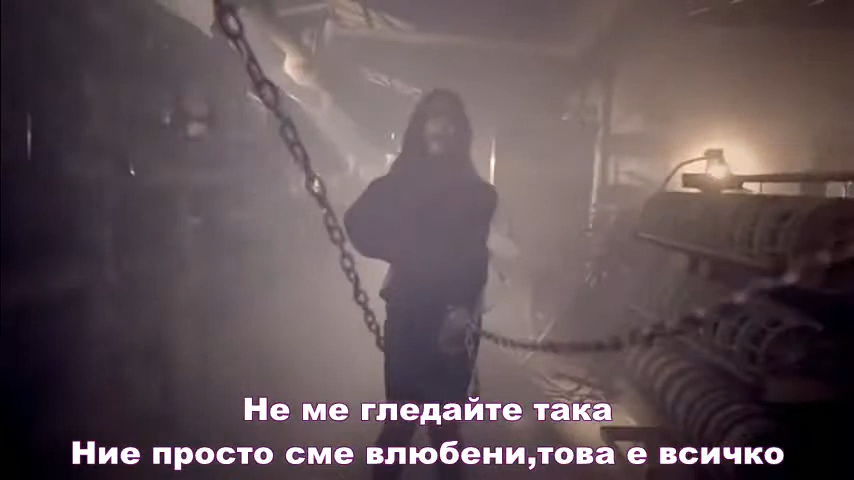 Не ме гледайте така
Ние просто сме влюбени,това е всичко